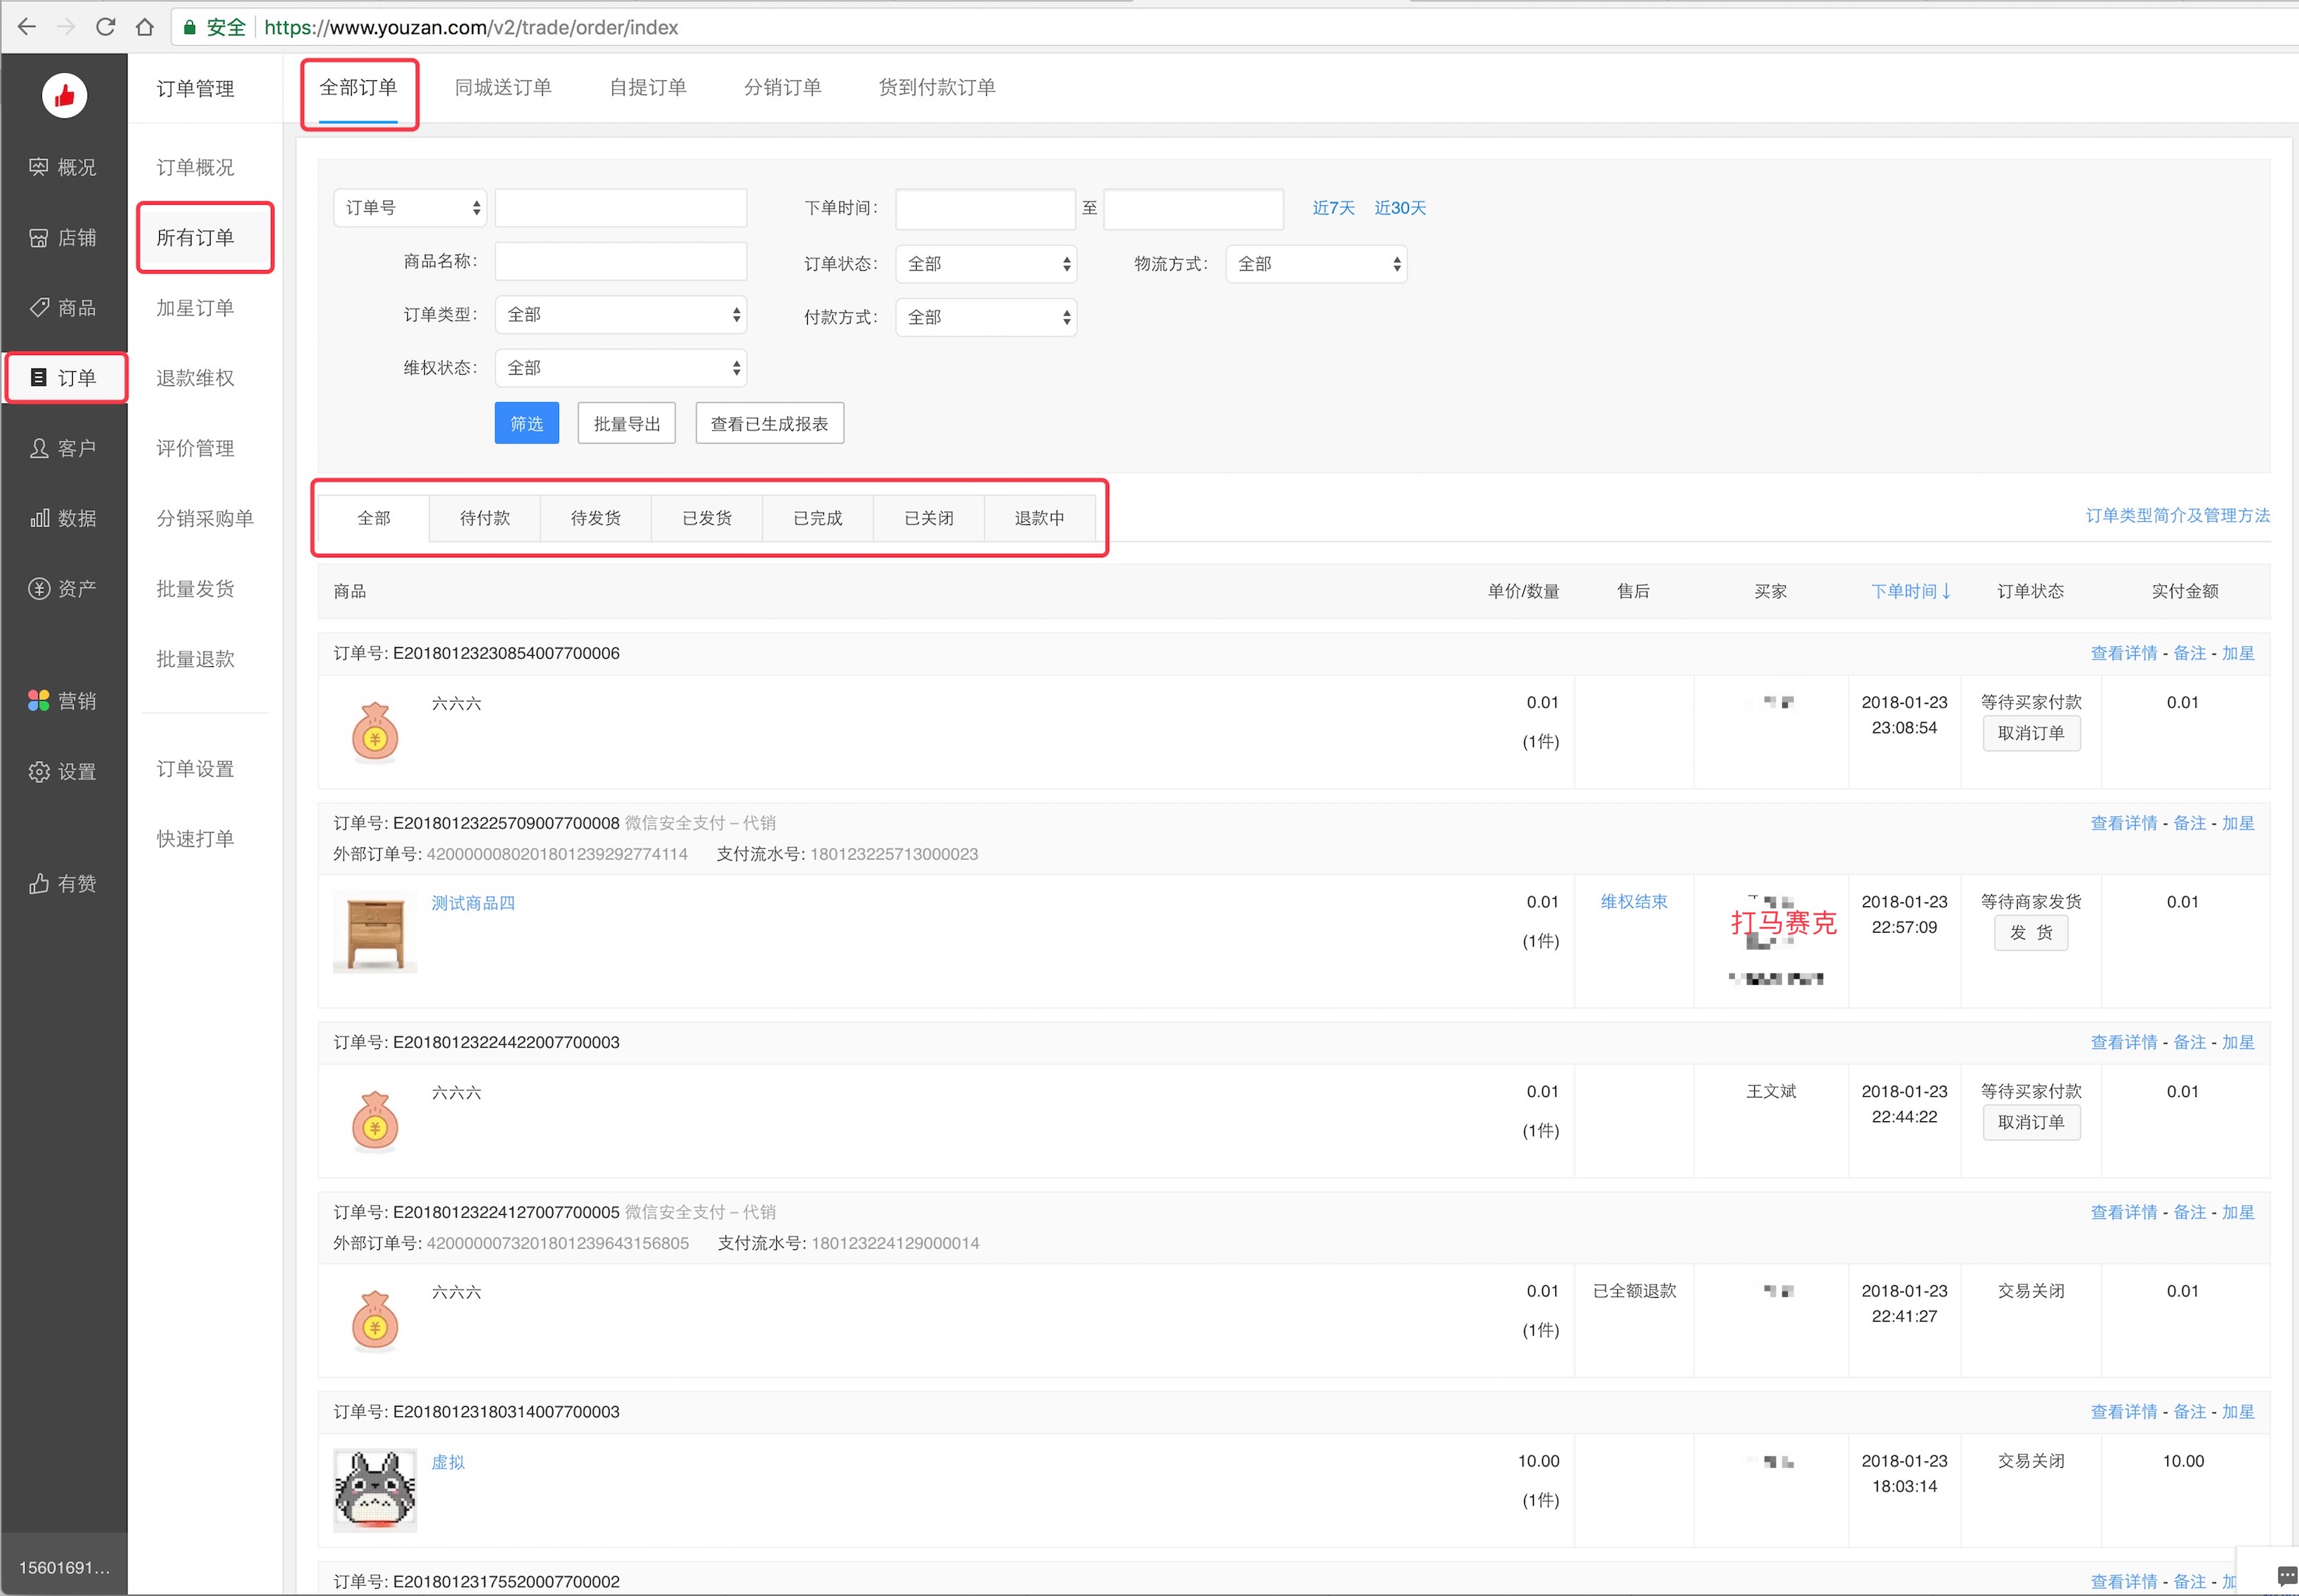 安全 https://www.youzan.com/v2/trade/order/index
概况
店铺
商品
订单
客户
数据
资产
营销
设置
有赞
15601691...
订单管理
订单概况
所有订单
加星订单
退款维权
评价管理
分销采购单
批量发货
批量退款
订单设置
快速打单
全部订单 同城送订单 自提订单 分销订单 货到付款订单
订单号 下单时间： 至 近7天 近30天
商品名称： 订单状态： 全部 物流方式： 全部
订单类型： 全部 付款方式： 全部
维权状态： 全部
筛选 批量导出 查看已生成报表
全部 待付款 待发货 已发货 已完成 已关闭 退款中 订单类型简介及管理方法
商品 单价/数量 售后 买家 下单时间↓ 订单状态 实付金额
订单号: E20180123230854007700006 查看详情 - 备注 - 加星
六六六 0.01 2018-01-23 等待买家付款 0.01
(1件) 23:08:54 取消订单
订单号: E20180123225709007700008 微信安全支付 – 代销 查看详情 - 备注 - 加星
外部订单号: 4200000080201801239292774114 支付流水号: 180123225713000023
测试商品四 0.01 维权结束 2018-01-23 等待商家发货 0.01
(1件) 打马赛克 22:57:09 发 货
订单号: E20180123224422007700003 查看详情 - 备注 - 加星
六六六 0.01 王文斌 2018-01-23 等待买家付款 0.01
(1件) 22:44:22 取消订单
订单号: E20180123224127007700005 微信安全支付 – 代销 查看详情 - 备注 - 加星
外部订单号: 4200000073201801239643156805 支付流水号: 180123224129000014
六六六 0.01 已全额退款 2018-01-23 交易关闭 0.01
(1件) 22:41:27
订单号: E20180123180314007700003 查看详情 - 备注 - 加星
虚拟 10.00 2018-01-23 交易关闭 10.00
(1件) 18:03:14
订单号: E20180123175520007700002 查看详情 - 备注 - 加